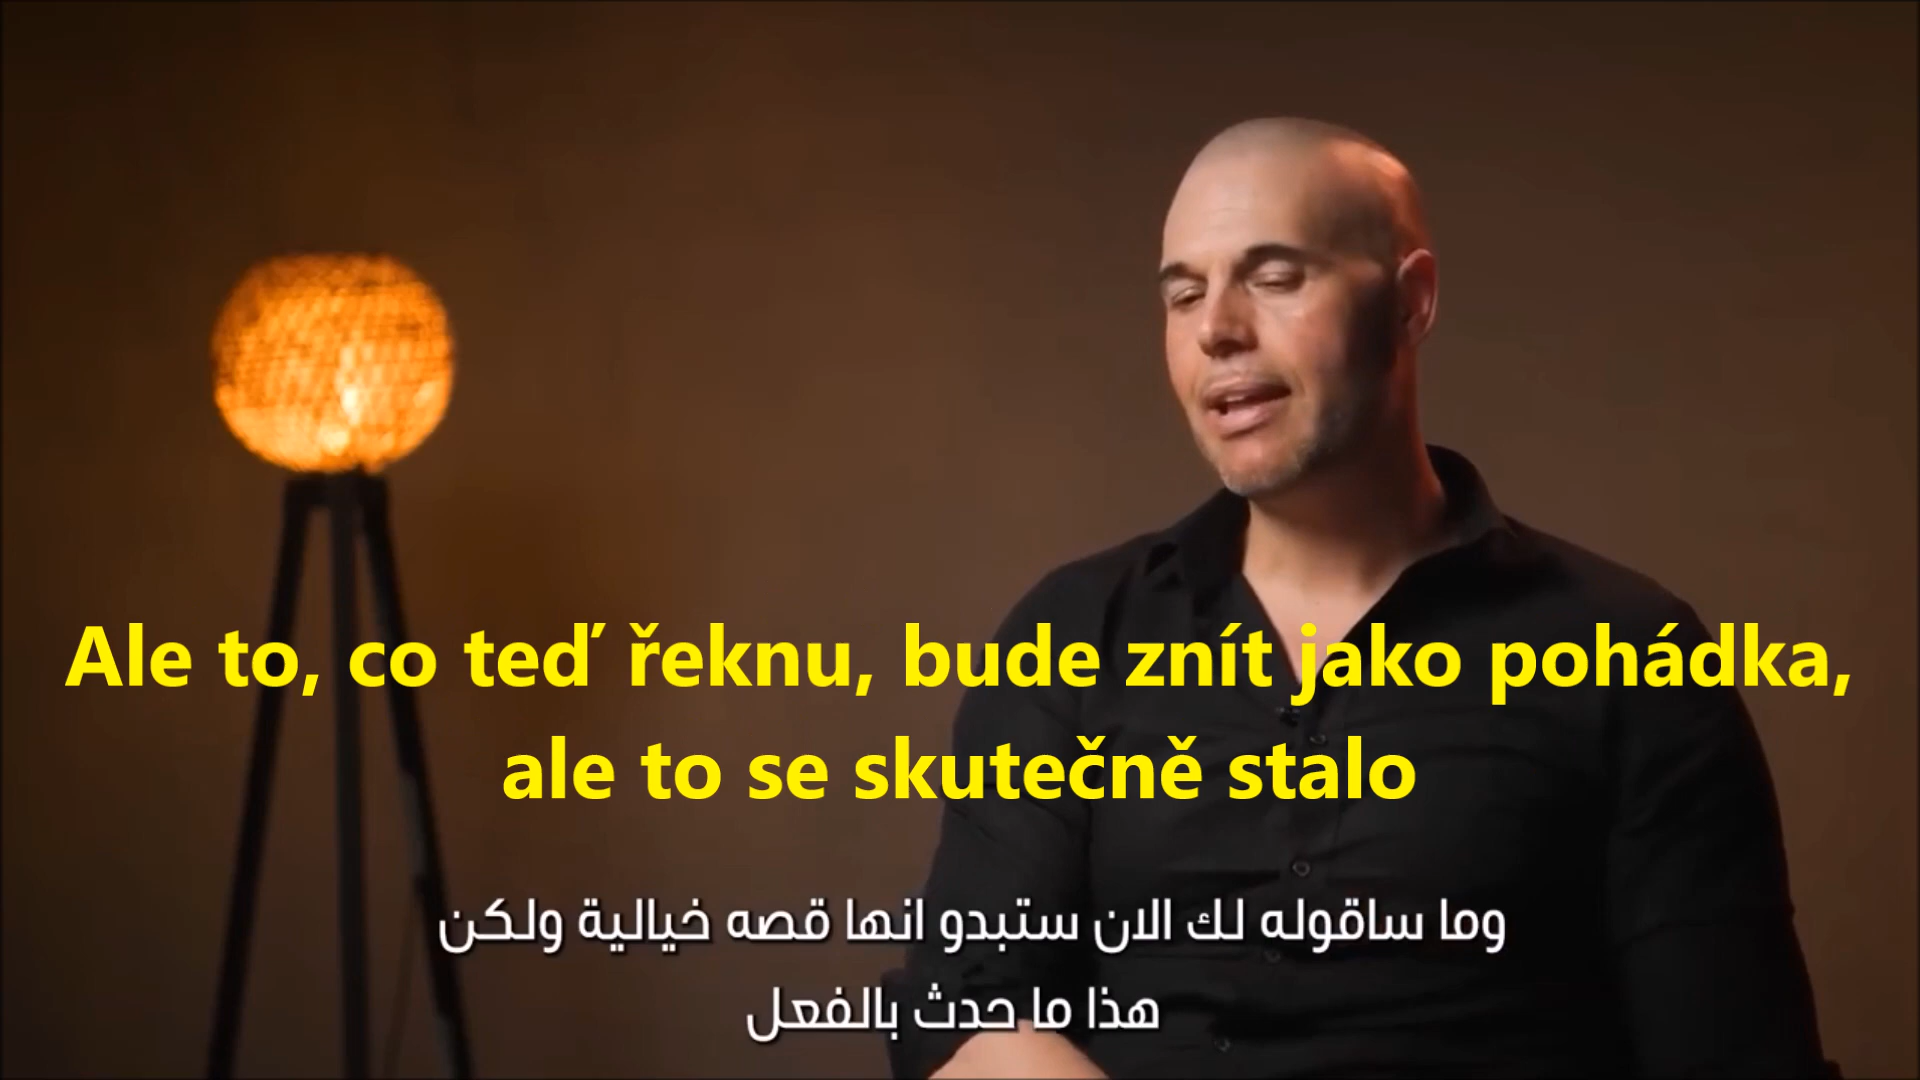 Ale to, co teď řeknu, bude znít jako pohádka,
ale to se skutečně stalo
وما ساقوله لك الان ستبدو انها قصه خيالية ولكن
هذا ما حدث بالفعل